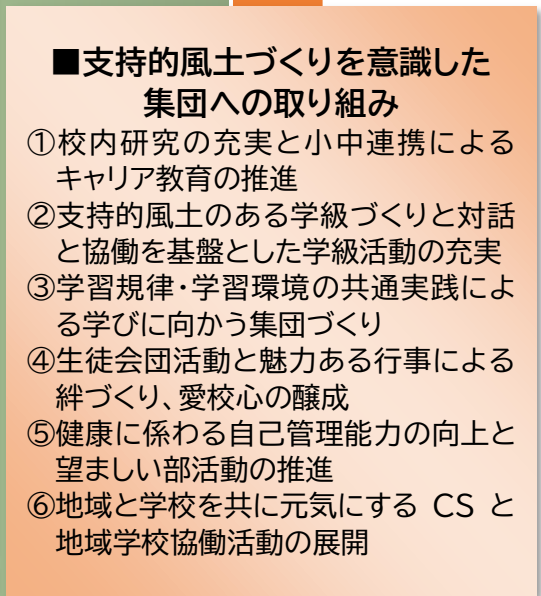 ■支持的風土づくりを意識した
集団への取り組み
①校内研究の充実と小中連携による
キャリア教育の推進
②支持的風土のある学級づくりと対話
と協働を基盤とした学級活動の充実
③学習規律・学習環境の共通実践によ
る学びに向かう集団づくり
④生徒会団活動と魅力ある行事による
絆づくり、愛校心の醸成
⑤健康に係わる自己管理能力の向上と
望ましい部活動の推進
⑥地域と学校を共に元気にする CS と
地域学校協働活動の展開